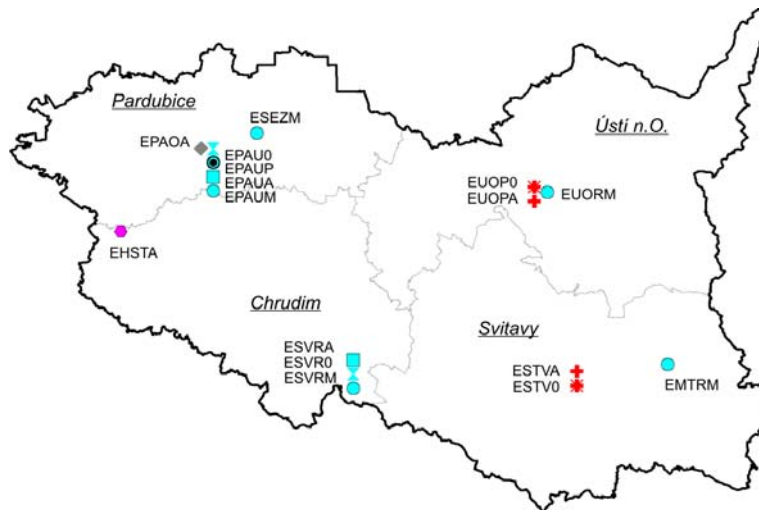 Pardubice
ESEZM
Ústí n.O.
EPAOA
EPAU0
EPAUP
EPAUA
EPAUM
EUOP0
EUOPA
EUORM
EHSTA
Chrudim
Svitavy
ESVRA
ESVR0
ESVRM
ESTVA
ESTV0
EMTRM